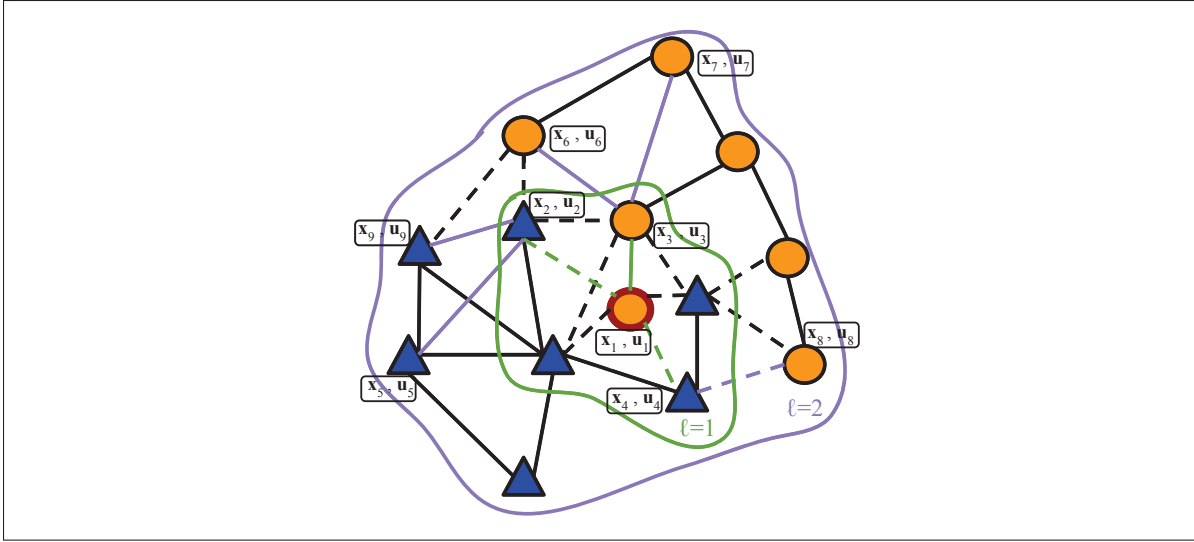 x₇ , u₇
x₆ , u₆
x₂ , u₂
x₉ , u₉
x₃ , u₃
x₈ , u₈
x₁ , u₁
x₅ , u₅
x₄ , u₄
ℓ=2
ℓ=1